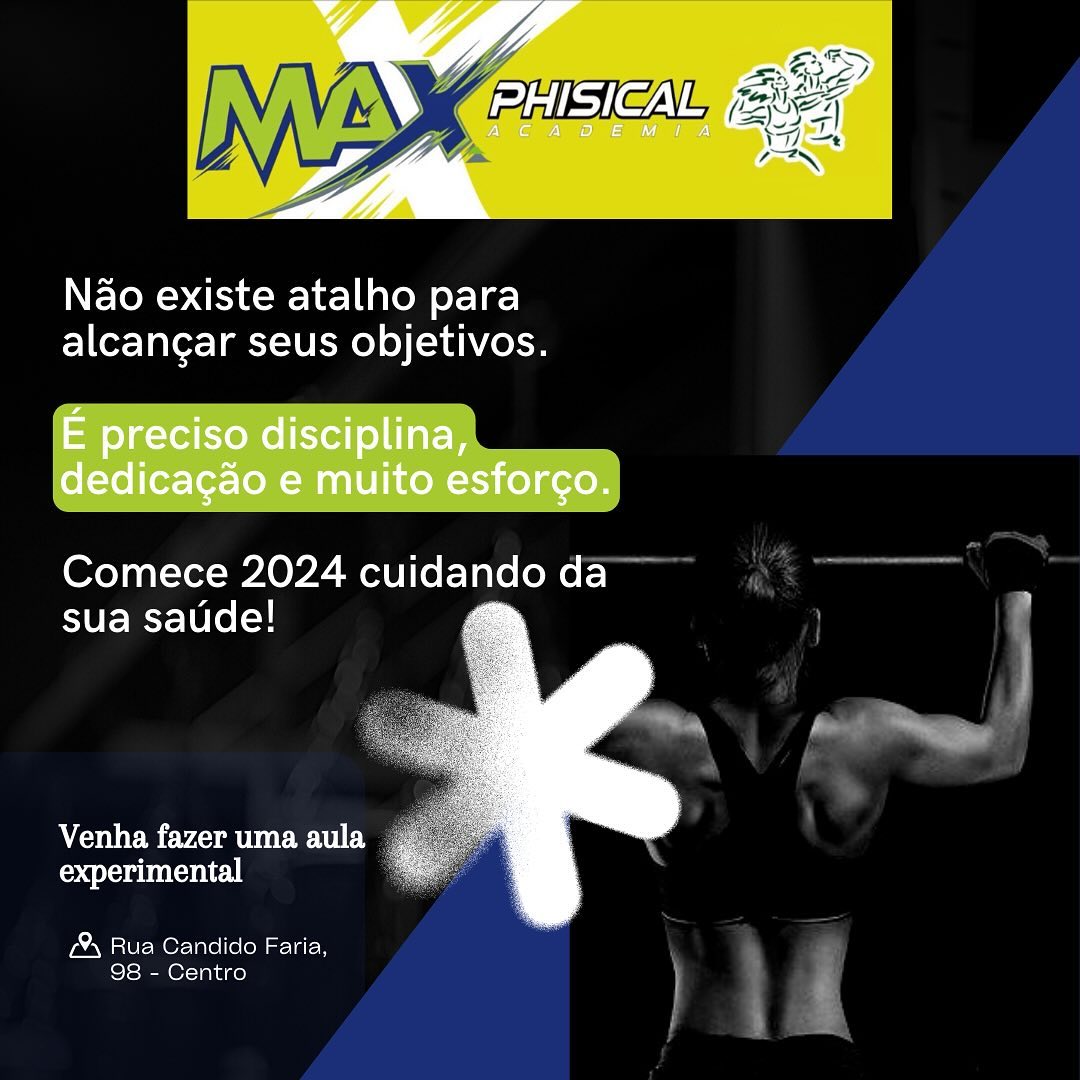 MAX PHISICAL
ACADEMIA
Não existe atalho para
alcançar seus objetivos.
É preciso disciplina,
dedicação e muito esforço.
Comece 2024 cuidando da
sua saúde!
Venha fazer uma aula
experimental
Rua Candido Faria,
98 - Centro